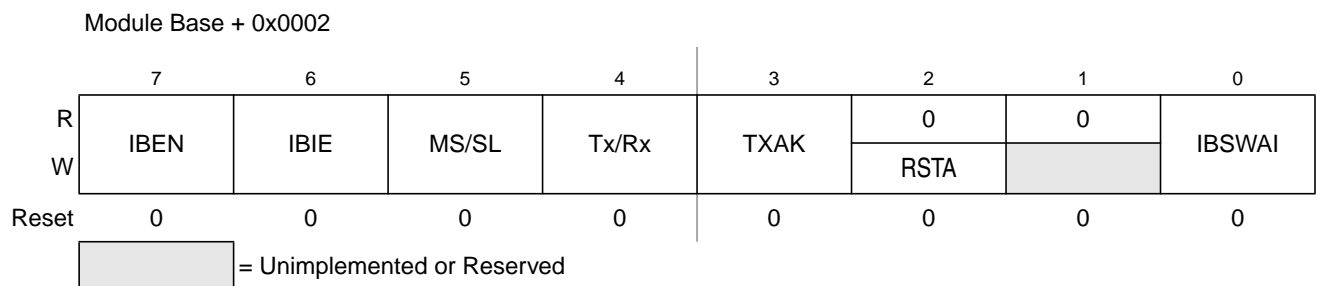 Module Base + 0x0002
7 6 5 4 3 2 1 0
R 0 0
IBEN IBIE MS/SL Tx/Rx TXAK IBSWAI
W RSTA
Reset 0 0 0 0 0 0 0 0
= Unimplemented or Reserved